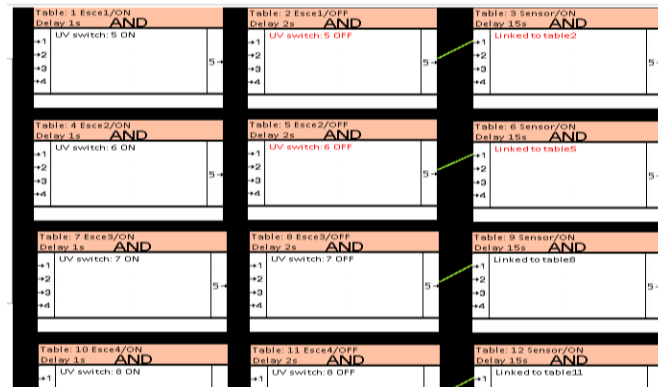 Table: 1 Esce1/ON
Delay 1s AND
UV switch: 5 ON
1
2
3
4
5
Table: 2 Esce1/OFF
Delay 2s AND
UV switch: 5 OFF
1
2
3
4
5
Table: 3 Sensor/ON
Delay 15s AND
Linked to table2
1
2
3
4
5
Table: 4 Esce2/ON
Delay 1s AND
UV switch: 6 ON
1
2
3
4
5
Table: 5 Esce2/OFF
Delay 2s AND
UV switch: 6 OFF
1
2
3
4
5
Table: 6 Sensor/ON
Delay 15s AND
Linked to table5
1
2
3
4
5
Table: 7 Esce3/ON
Delay 1s AND
UV switch: 7 ON
1
2
3
4
5
Table: 8 Esce3/OFF
Delay 2s AND
UV switch: 7 OFF
1
2
3
4
5
Table: 9 Sensor/ON
Delay 15s AND
Linked to table8
1
2
3
4
5
Table: 10 Esce4/ON
Delay 1s AND
UV switch: 8 ON
1
Table: 11 Esce4/OFF
Delay 2s AND
UV switch: 8 OFF
1
Table: 12 Sensor/ON
Delay 15s AND
Linked to table11
1